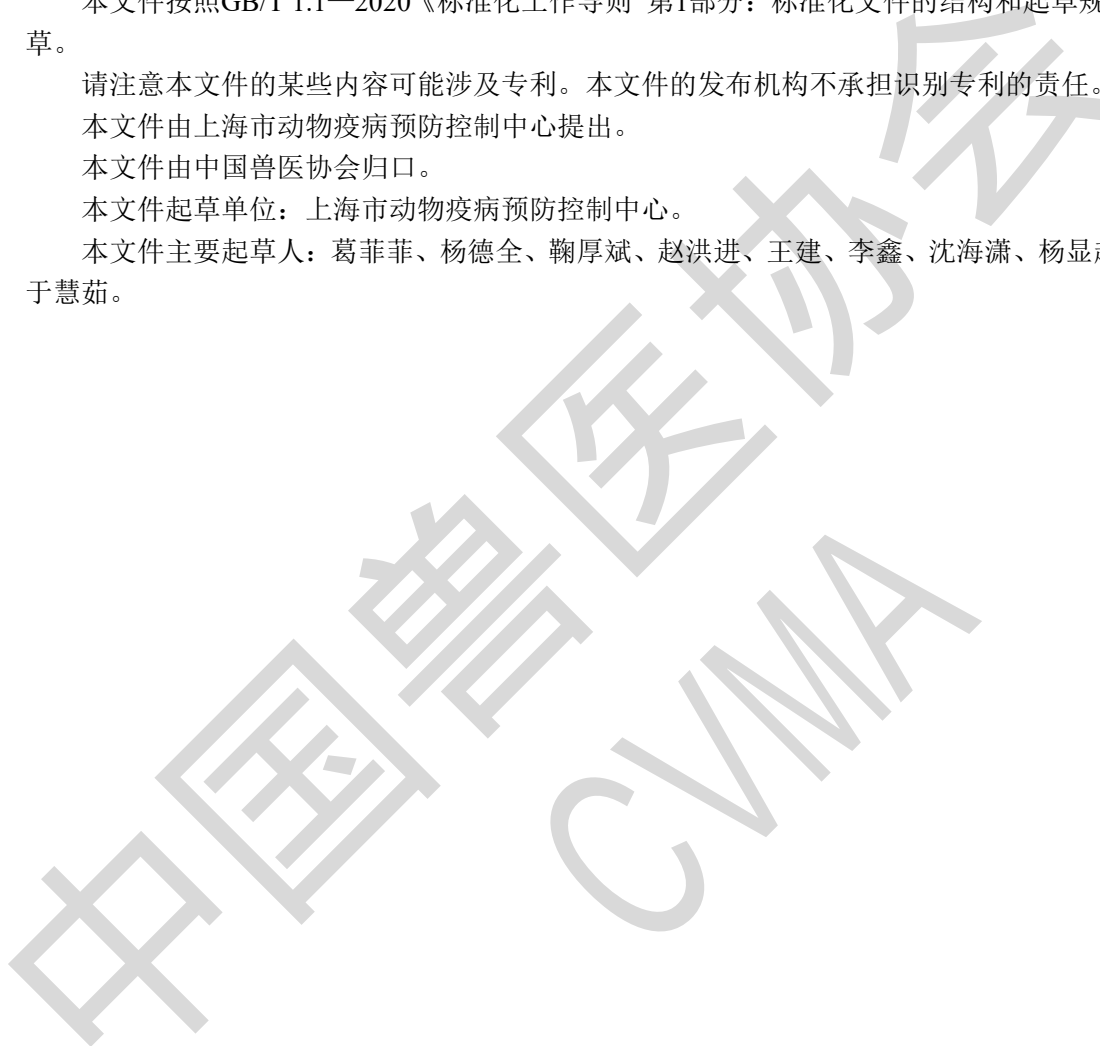 本文件按照GB/T 1.1—2020《标准化工作导则 第1部分：标准化文件的结构和起草规
草。
请注意本文件的某些内容可能涉及专利。本文件的发布机构不承担识别专利的责任。
本文件由上海市动物疫病预防控制中心提出。
本文件由中国兽医协会归口。
本文件起草单位：上海市动物疫病预防控制中心。
本文件主要起草人：葛菲菲、杨德全、鞠厚斌、赵洪进、王建、李鑫、沈海潇、杨显
于慧茹。
中国兽医协会
CVMA